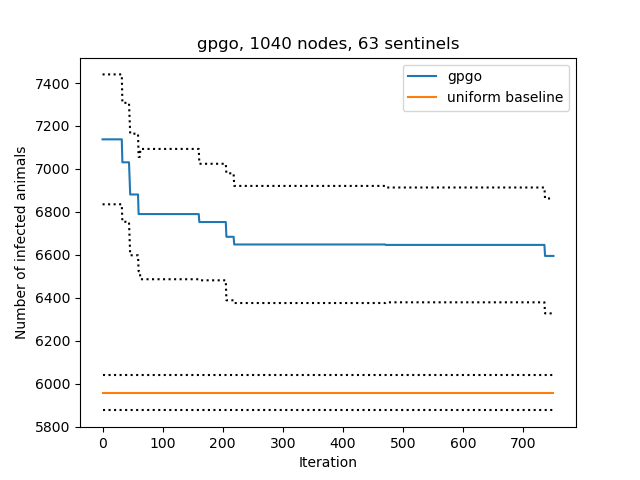 gpgo, 1040 nodes, 63 sentinels
gpgo
uniform baseline
Number of infected animals
7400
7200
7000
6800
6600
6400
6200
6000
5800
0 100 200 300 400 500 600 700
Iteration